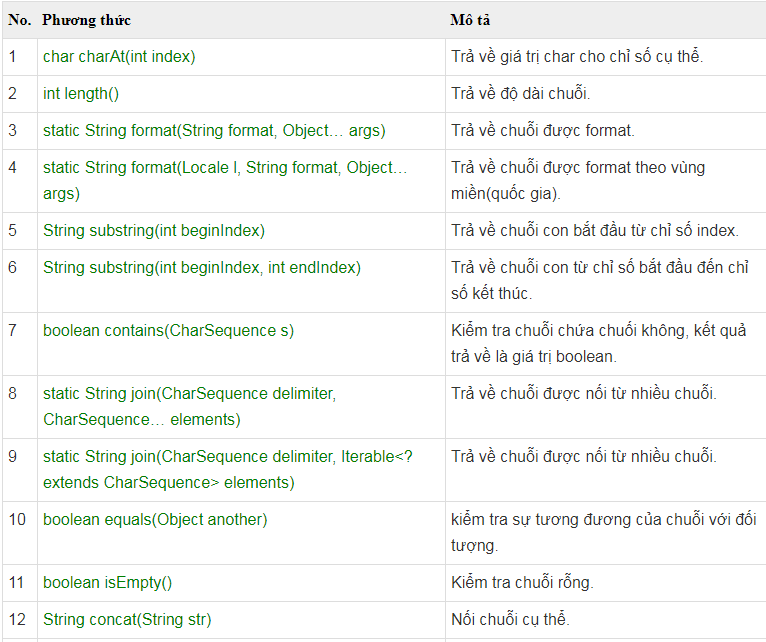 No. Phương thức Mô tả
1 char charAt(int index) Trả về giá trị char cho chỉ số cụ thể.
2 int length() Trả về độ dài chuỗi.
3 static String format(String format, Object… args) Trả về chuỗi được format.
4 static String format(Locale l, String format, Object… Trả về chuỗi được format theo vùng
args) miền(quốc gia).
5 String substring(int beginIndex) Trả về chuỗi con bắt đầu từ chỉ số index.
6 String substring(int beginIndex, int endIndex) Trả về chuỗi con từ chỉ số bắt đầu đến chỉ
số kết thúc.
7 boolean contains(CharSequence s) Kiểm tra chuỗi chứa chuối không, kết quả
trả về là giá trị boolean.
8 static String join(CharSequence delimiter, Trả về chuỗi được nối từ nhiều chuỗi.
CharSequence… elements)
9 static String join(CharSequence delimiter, Iterable<? Trả về chuỗi được nối từ nhiều chuỗi.
extends CharSequence> elements)
10 boolean equals(Object another) kiểm tra sự tương đương của chuỗi với đối
tượng.
11 boolean isEmpty() Kiểm tra chuỗi rỗng.
12 String concat(String str) Nối chuỗi cụ thể.